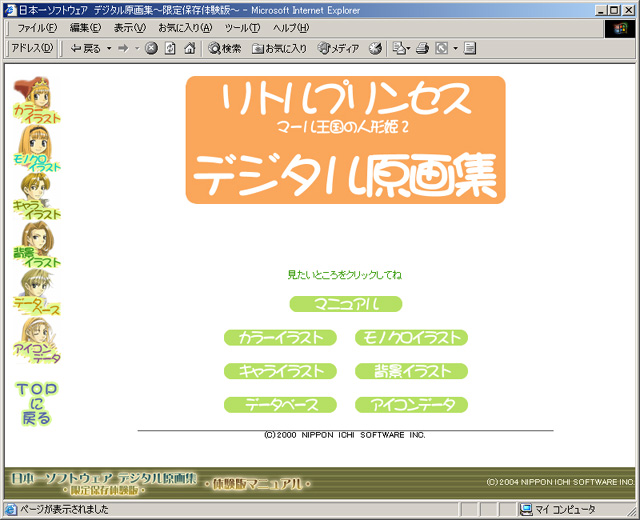 日本一ソフトウェア デジタル原画集～限定保存体験版～ - Microsoft Internet Explorer
ファイル(F) 編集(E) 表示(V) お気に入り(A) ツール(T) ヘルプ(H)
アドレス(D) 戻る 検索 お気に入り メディア
カラーイラスト
モノクロイラスト
キャライラスト
背景イラスト
データベース
アイコンデータ
TOPに戻る
リトルプリンセス
マール王国の人形姫2
デジタル原画集
見たいところをクリックしてね
マニュアル
カラーイラスト モノクロイラスト
キャライラスト 背景イラスト
データベース アイコンデータ
(C)2000 NIPPON ICHI SOFTWARE INC.
日本一ソフトウェア デジタル原画集
・限定保存体験版・
・体験版マニュアル・
(C)2004 NIPPON ICHI SOFTWARE INC.
ページが表示されました マイ コンピュータ